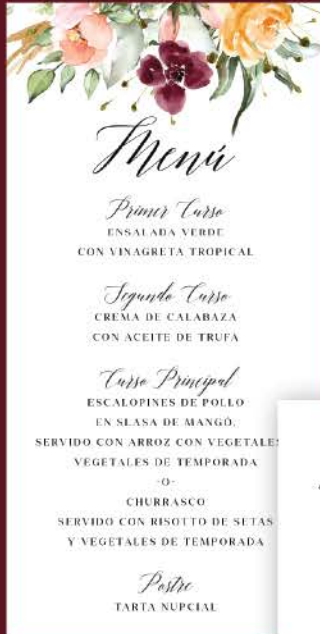 Menú
Primer Curso
ENSALADA VERDE
CON VINAGRETA TROPICAL
Segundo Curso
CREMA DE CALABAZA
CON ACEITE DE TRUFA
Curso Principal
ESCALOPINES DE POLLO
EN SLASA DE MANGÓ,
SERVIDO CON ARROZ CON VEGETALES
VEGETALES DE TEMPORADA
-O-
CHURRASCO
SERVIDO CON RISOTTO DE SETAS
Y VEGETALES DE TEMPORADA
Postre
TARTA NUPCIAL